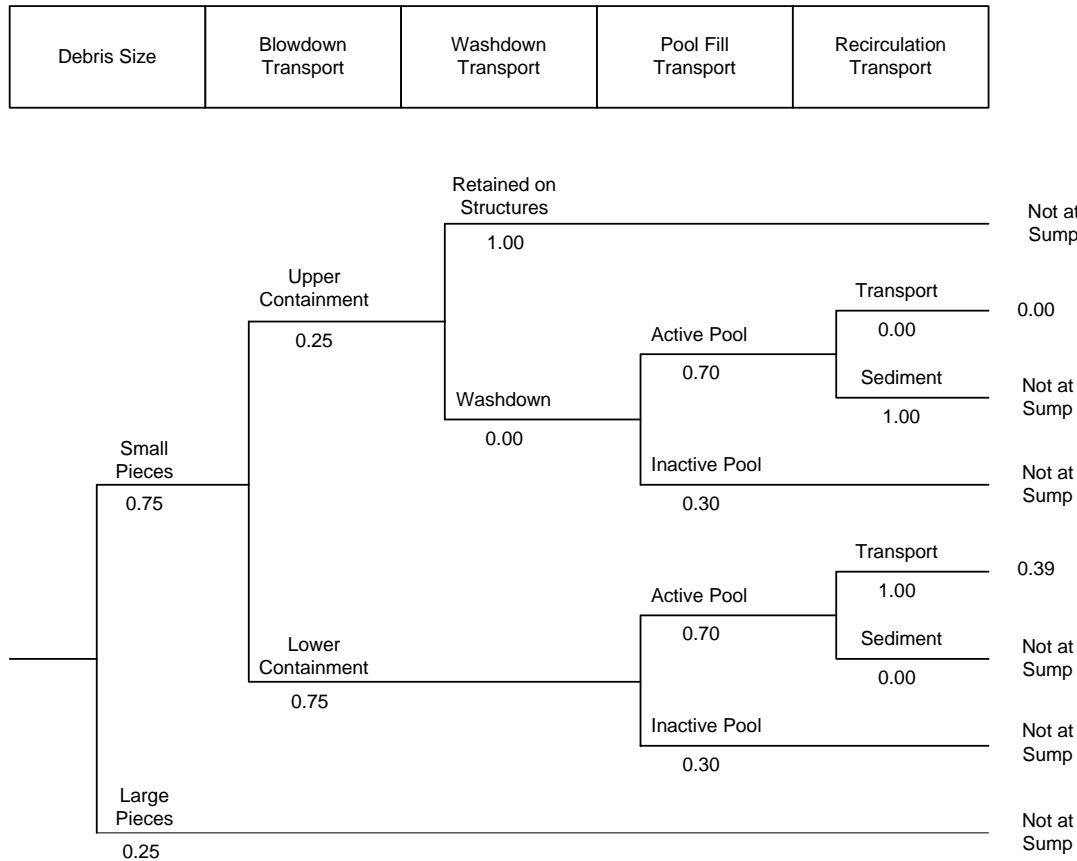 Debris Size
Blowdown
Transport
Washdown
Transport
Pool Fill
Transport
Recirculation
Transport
Retained on
Structures
1.00
Not at
Sump
Upper
Containment
0.25
Transport
0.00
0.00
Active Pool
0.70
Sediment
1.00
Not at
Sump
Washdown
0.00
Inactive Pool
0.30
Not at
Sump
Small
Pieces
0.75
Transport
1.00
0.39
Active Pool
0.70
Sediment
0.00
Not at
Sump
Lower
Containment
0.75
Inactive Pool
0.30
Not at
Sump
Large
Pieces
0.25
Not at
Sump